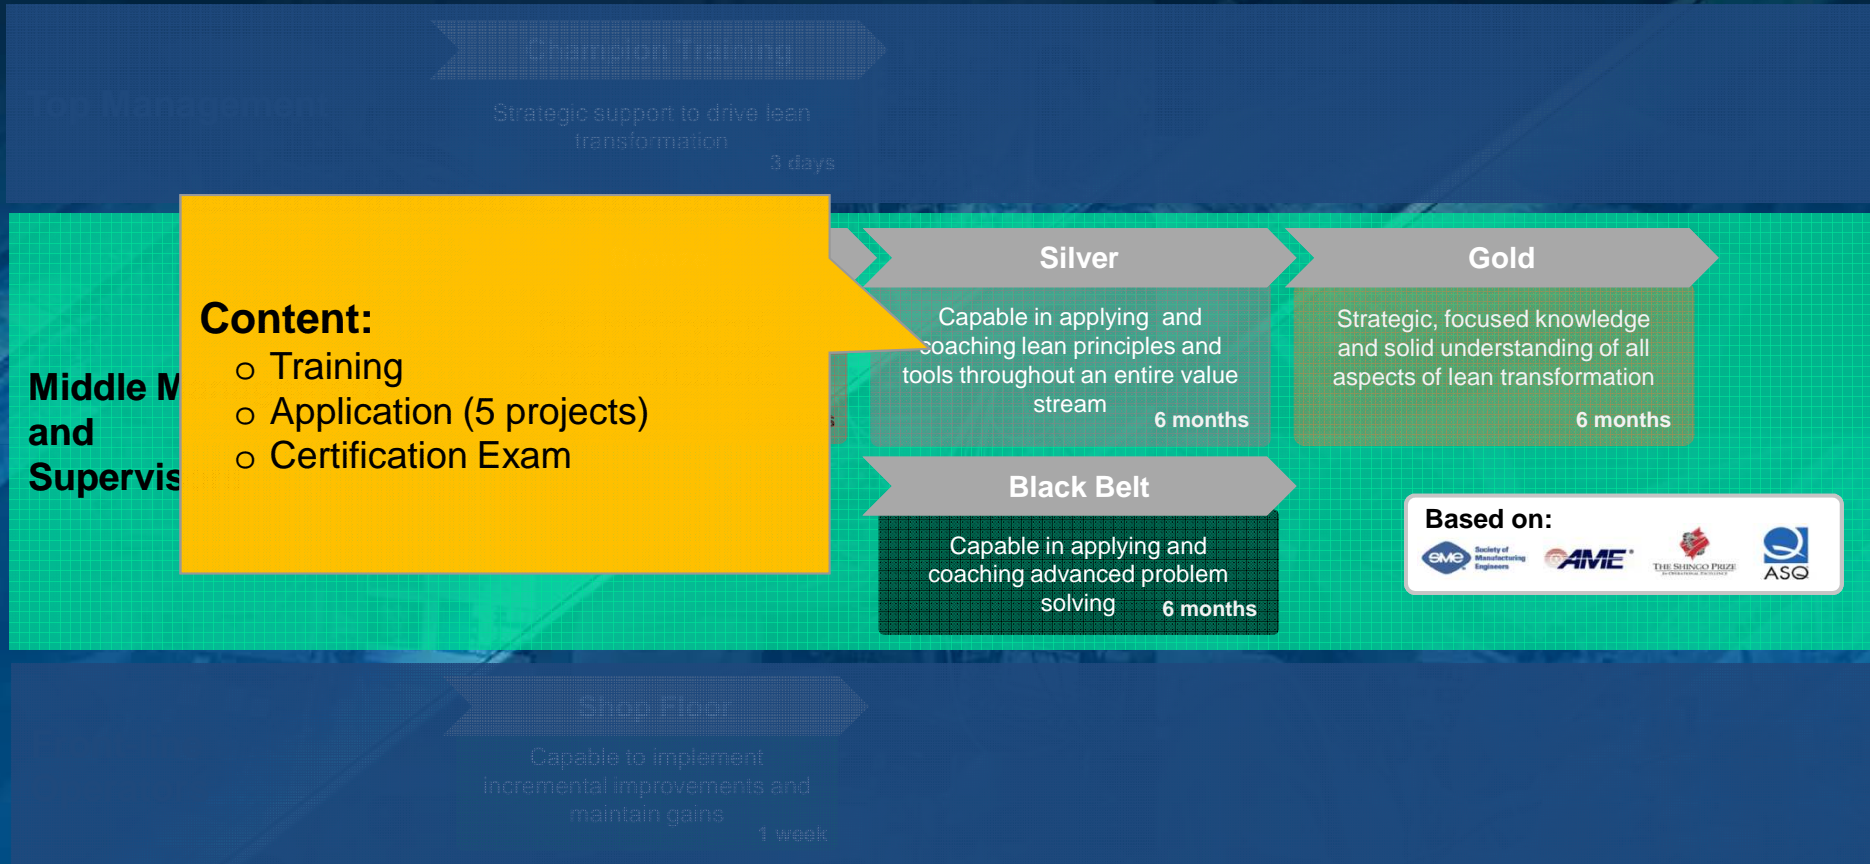 Champion Training
Top Management
Strategic support to drive lean
transformation
3 days
Silver
Gold
Content:
o Training
o Application (5 projects)
o Certification Exam
Middle M
and
Supervis
Capable in applying and
coaching lean principles and
tools throughout an entire value
stream
6 months
Strategic, focused knowledge
and solid understanding of all
aspects of lean transformation
6 months
Black Belt
Capable in applying and
coaching advanced problem
solving
6 months
Based on:
SME Society of
Manufacturing
Engineers
AME
THE SHINGO PRIZE
ASQ
Shop Floor
Capable to implement
incremental improvements and
maintain gains
1 week